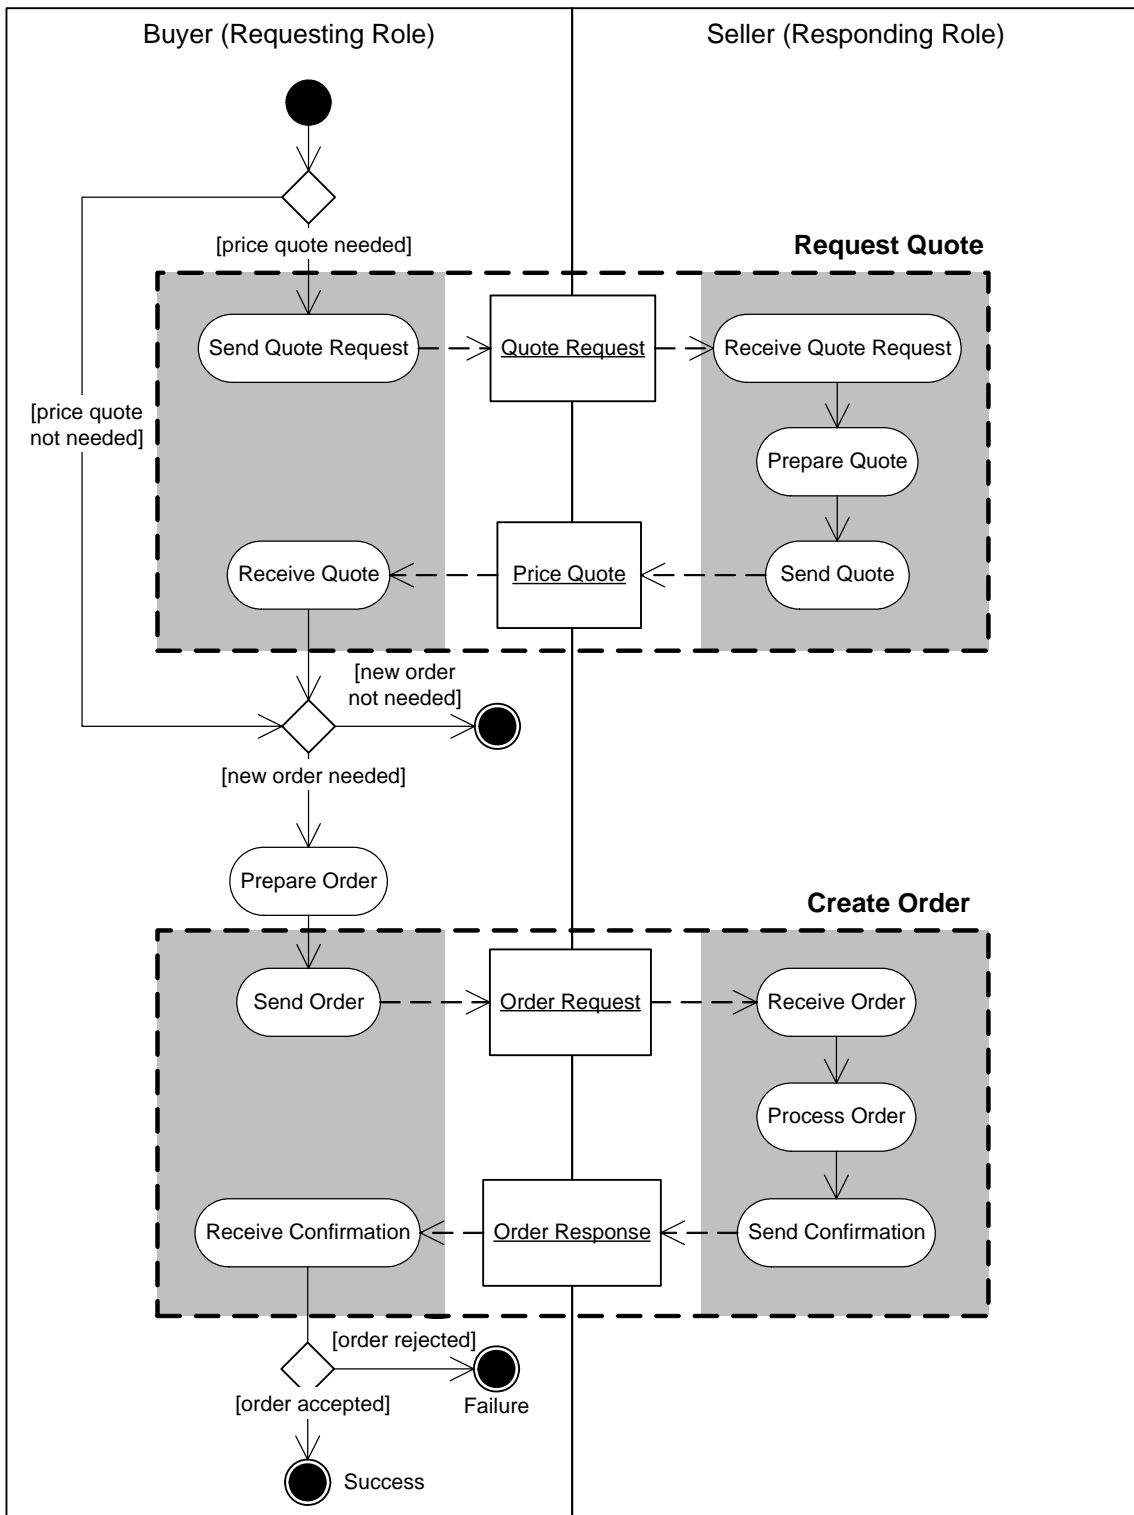 Buyer (Requesting Role)
Seller (Responding Role)
[price quote needed]
Request Quote
Send Quote Request
Quote Request
Receive Quote Request
[price quote
not needed]
Prepare Quote
Receive Quote
Price Quote
Send Quote
[new order
not needed]
[new order needed]
Prepare Order
Create Order
Send Order
Order Request
Receive Order
Process Order
Receive Confirmation
Order Response
Send Confirmation
[order rejected]
[order accepted]
Failure
Success